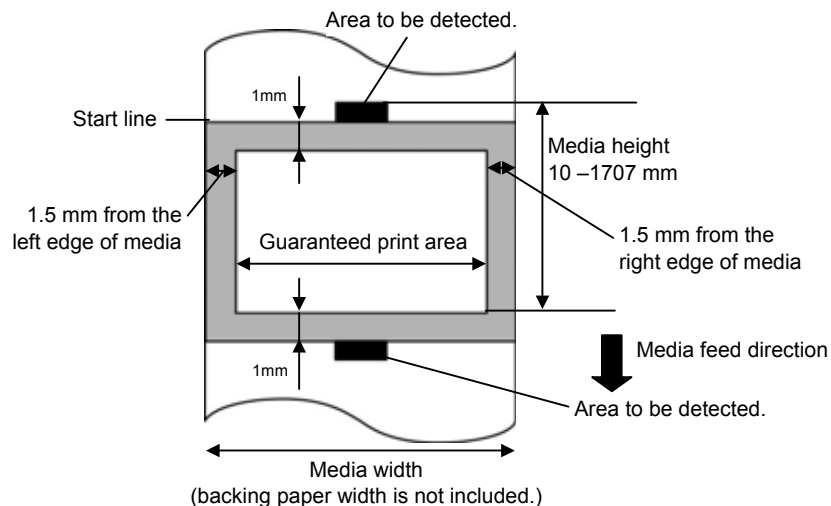 Area to be detected.
1mm
Start line
Media height
10 –1707 mm
1.5 mm from the
left edge of media
Guaranteed print area
1.5 mm from the
right edge of media
Media feed direction
1mm
Area to be detected.
Media width
(backing paper width is not included.)